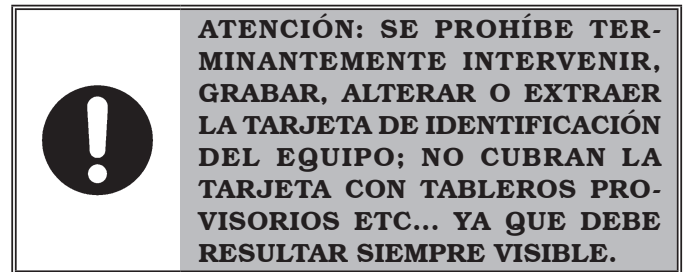 ATENCIÓN: SE PROHÍBE TER-
MINANTEMENTE INTERVENIR,
GRABAR, ALTERAR O EXTRAER
LA TARJETA DE IDENTIFICACIÓN
DEL EQUIPO; NO CUBRAN LA
TARJETA CON TABLEROS PRO-
VISORIOS ETC... YA QUE DEBE
RESULTAR SIEMPRE VISIBLE.